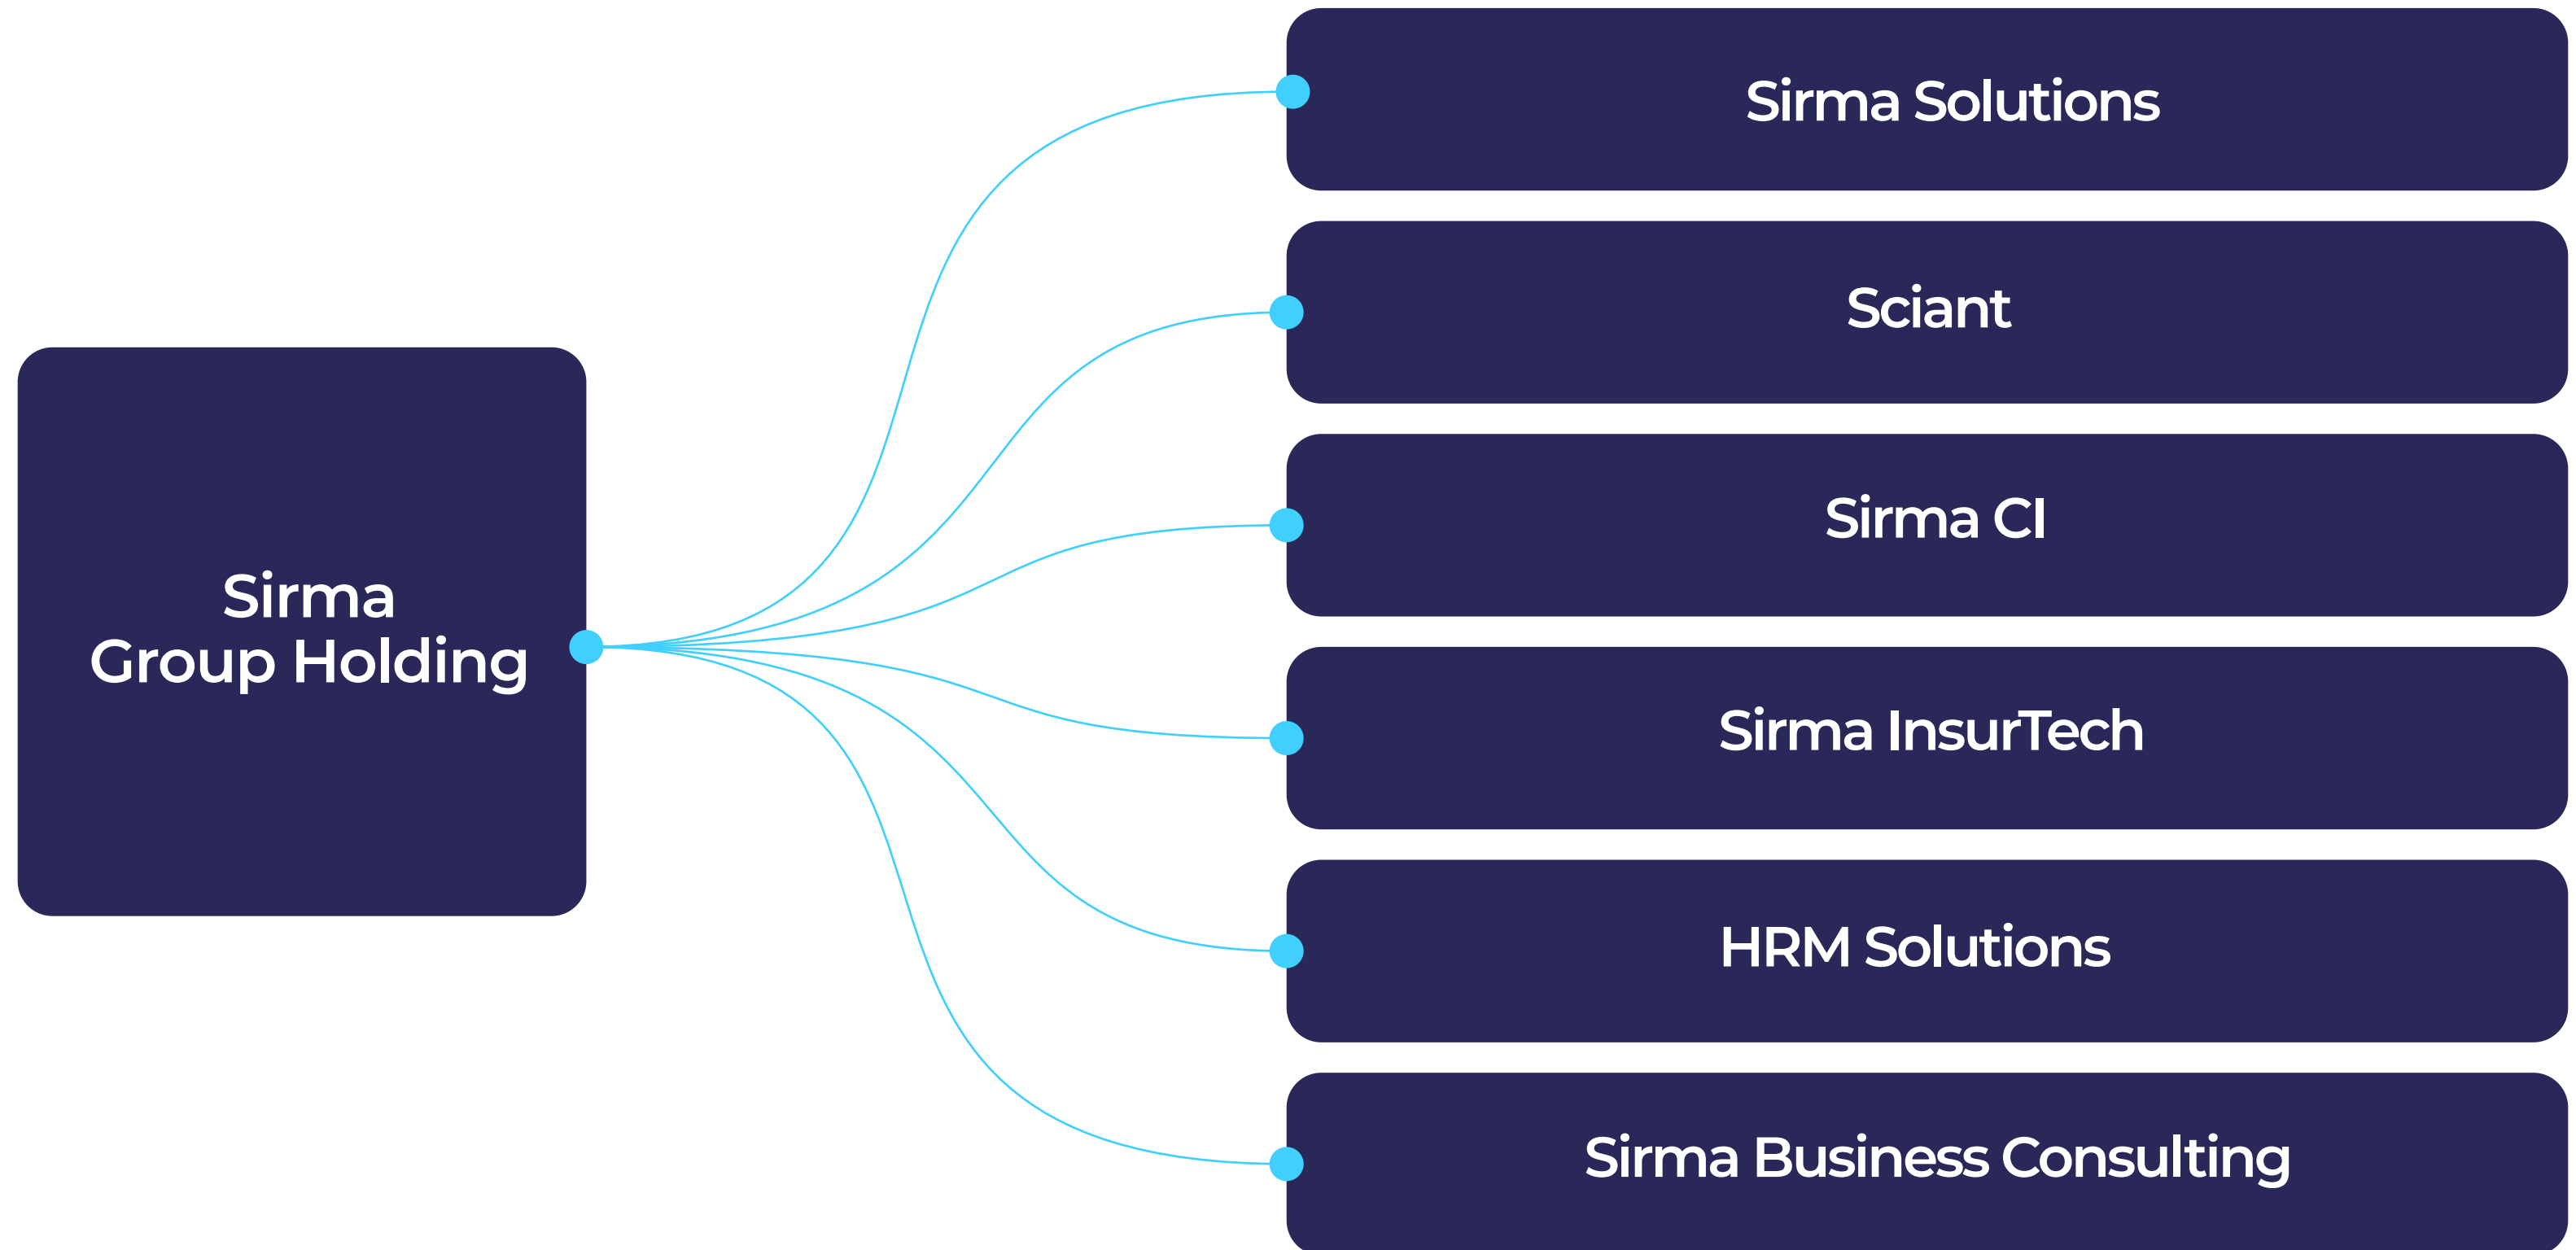 Sirma
Group Holding
Sirma Solutions
Sciant
Sirma CI
Sirma InsurTech
HRM Solutions
Sirma Business Consulting